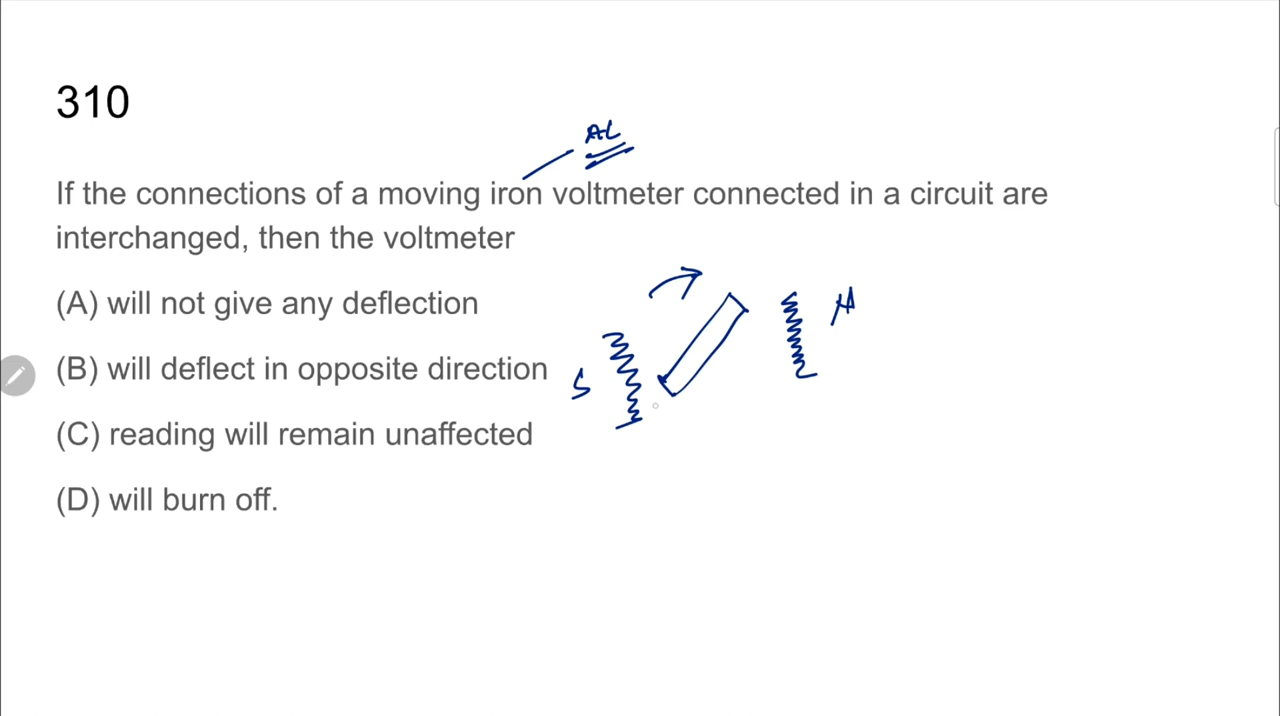 310
AC
If the connections of a moving iron voltmeter connected in a circuit are
interchanged, then the voltmeter
(A) will not give any deflection
(B) will deflect in opposite direction
S
N
(C) reading will remain unaffected
(D) will burn off.